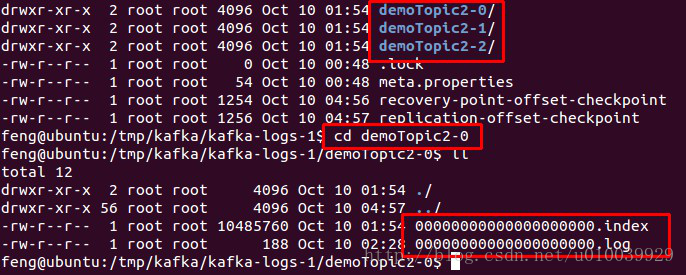 drwxr-xr-x 2 root root 4096 Oct 10 01:54 demoTopic2-0/
drwxr-xr-x 2 root root 4096 Oct 10 01:54 demoTopic2-1/
drwxr-xr-x 2 root root 4096 Oct 10 01:54 demoTopic2-2/
-rw-r--r-- 1 root root 0 Oct 10 00:48 .lock
-rw-r--r-- 1 root root 54 Oct 10 00:48 meta.properties
-rw-r--r-- 1 root root 1254 Oct 10 04:56 recovery-point-offset-checkpoint
-rw-r--r-- 1 root root 1256 Oct 10 04:57 replication-offset-checkpoint
feng@ubuntu:/tmp/kafka/kafka-logs-1$ cd demoTopic2-0
feng@ubuntu:/tmp/kafka/kafka-logs-1/demoTopic2-0$ ll
total 12
drwxr-xr-x 2 root root 4096 Oct 10 01:54 ./
drwxr-xr-x 56 root root 4096 Oct 10 04:57 ../
-rw-r--r-- 1 root root 10485760 Oct 10 01:54 00000000000000000000.index
-rw-r--r-- 1 root root 188 Oct 10 02:28 00000000000000000000.log
http://blog.csdn.net/u010039929
feng@ubuntu:/tmp/kafka/kafka-logs-1/demoTopic2-0$